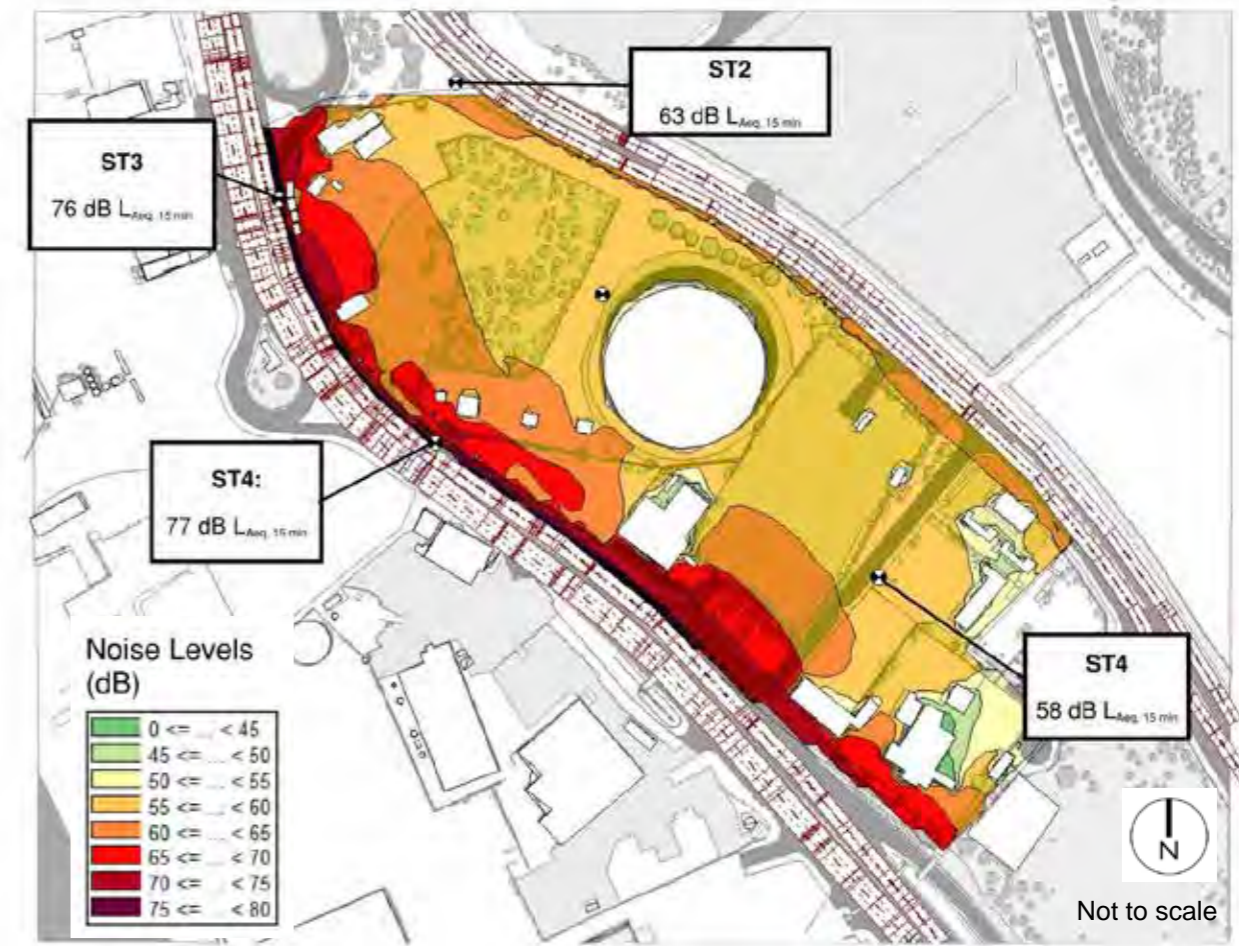 ST2
63 dB LAeq, 15 min
ST3
76 dB LAeq, 15 min
ST4:
77 dB LAeq, 15 min
ST4
58 dB LAeq, 15 min
Noise Levels
(dB)
0 <= ... < 45
45 <= ... < 50
50 <= ... < 55
55 <= ... < 60
60 <= ... < 65
65 <= ... < 70
70 <= ... < 75
75 <= ... < 80
N
Not to scale